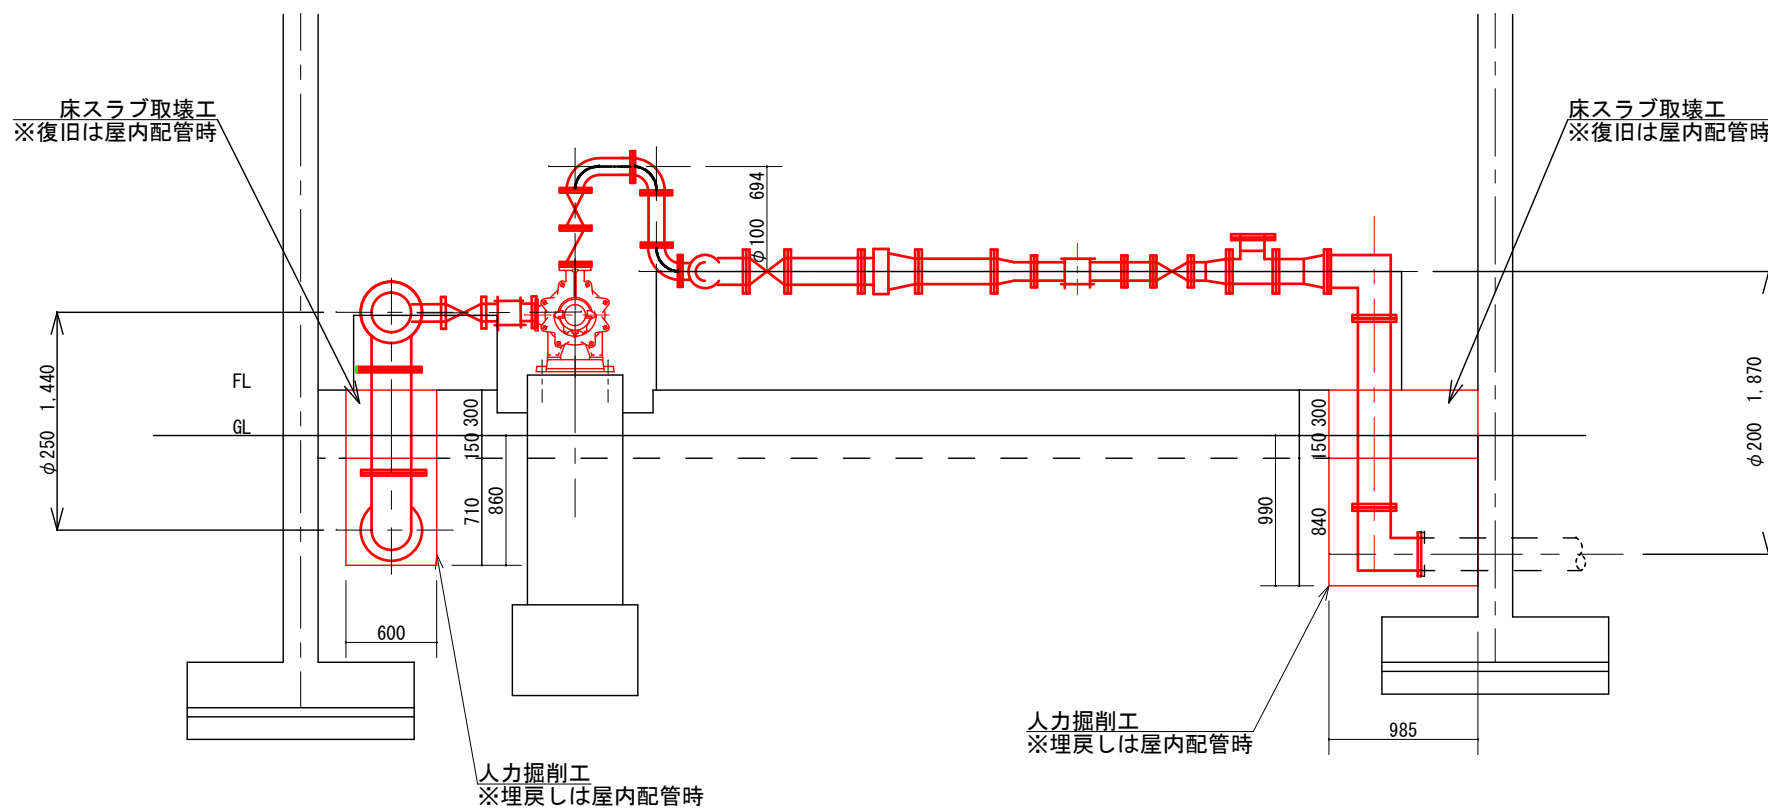 床スラブ取壊工
※復旧は屋内配管時
床スラブ取壊工
※復旧は屋内配管時
φ100 694
φ250 1,440
FL
GL
150 300
710
860
600
人力掘削工
※埋戻しは屋内配管時
150 300
990
840
985
人力掘削工
※埋戻しは屋内配管時
φ200 1,870